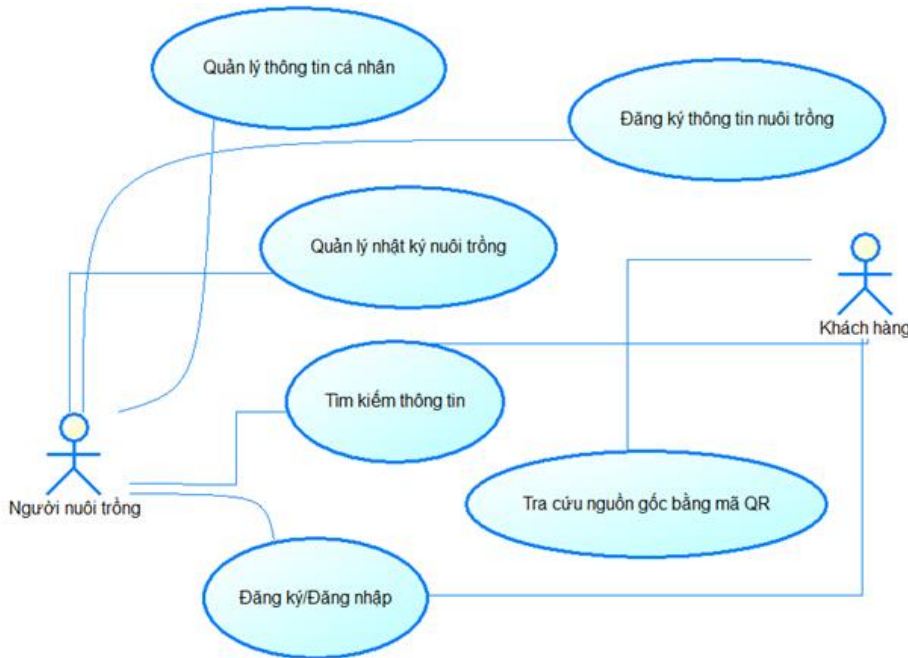 Quản lý thông tin cá nhân
Đăng ký thông tin nuôi trồng
Quản lý nhật ký nuôi trồng
Khách hàng
Tìm kiếm thông tin
Người nuôi trồng
Tra cứu nguồn gốc bằng mã QR
Đăng ký/Đăng nhập